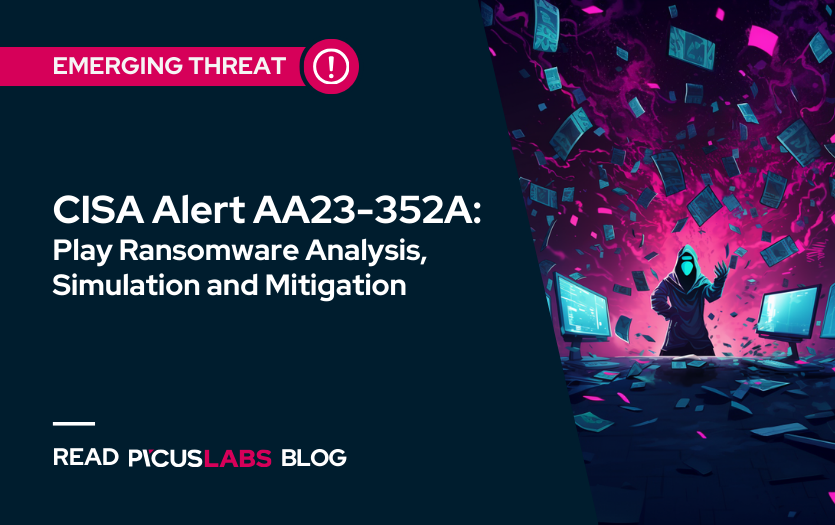 EMERGING THREAT
CISA Alert AA23-352A:
Play Ransomware Analysis,
Simulation and Mitigation
READ PICUSLABS BLOG